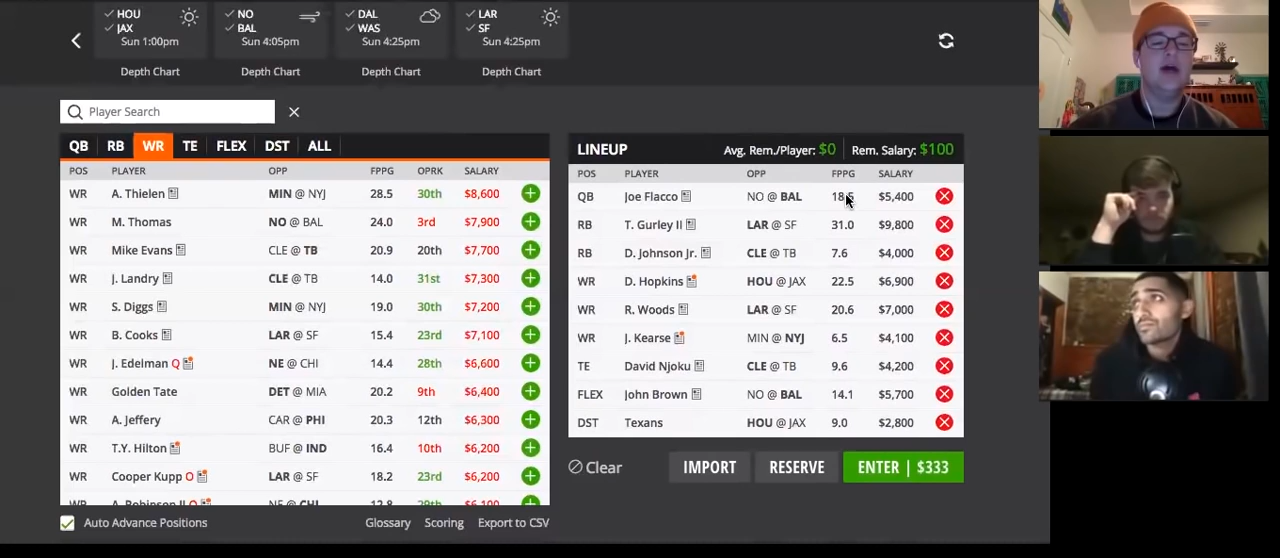 HOU NO DAL LAR
JAX BAL WAS SF
Sun 1:00pm Sun 4:05pm Sun 4:25pm Sun 4:25pm
Depth Chart Depth Chart Depth Chart Depth Chart
Player Search
QB RB WR TE FLEX DST ALL
POS PLAYER OPP FPPG OPRK SALARY
WR A. Thielen MIN @ NYJ 28.5 30th $8,600
WR M. Thomas NO @ BAL 24.0 3rd $7,900
WR Mike Evans CLE @ TB 20.9 20th $7,700
WR J. Landry CLE @ TB 14.0 31st $7,300
WR S. Diggs MIN @ NYJ 19.0 30th $7,200
WR B. Cooks LAR @ SF 15.4 23rd $7,100
WR J. Edelman Q NE @ CHI 14.4 28th $6,600
WR Golden Tate DET @ MIA 20.2 9th $6,400
WR A. Jeffery CAR @ PHI 20.3 12th $6,300
WR T.Y. Hilton BUF @ IND 16.4 10th $6,200
WR Cooper Kupp O LAR @ SF 18.2 23rd $6,200
Auto Advance Positions Glossary Scoring Export to CSV
LINEUP Avg. Rem./Player: $0 Rem. Salary: $100
POS PLAYER OPP FPPG SALARY
QB Joe Flacco NO @ BAL $5,400
RB T. Gurley II LAR @ SF 31.0 $9,800
RB D. Johnson Jr. CLE @ TB 7.6 $4,000
WR D. Hopkins HOU @ JAX 22.5 $6,900
WR R. Woods LAR @ SF 20.6 $7,000
WR J. Kearse MIN @ NYJ 6.5 $4,100
TE David Njoku CLE @ TB 9.6 $4,200
FLEX John Brown NO @ BAL 14.1 $5,700
DST Texans HOU @ JAX 9.0 $2,800
Clear IMPORT RESERVE ENTER | $333